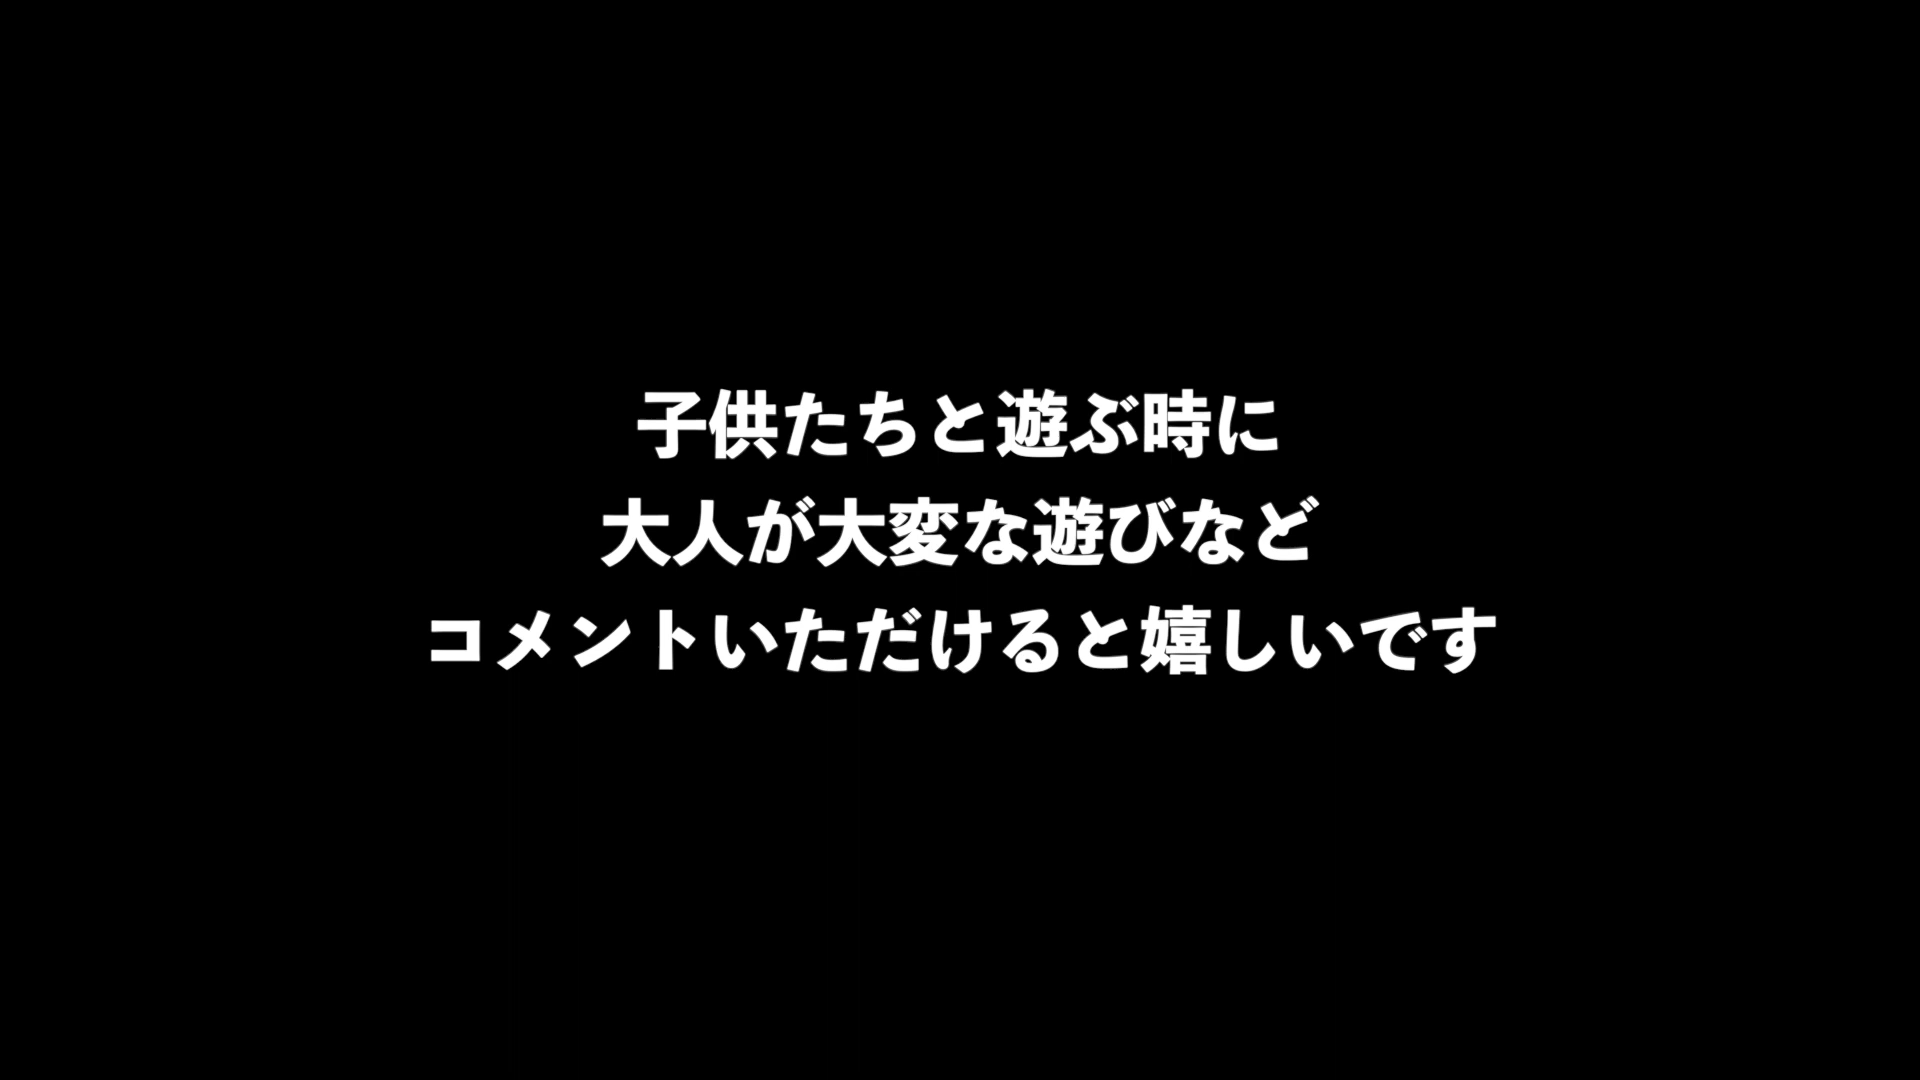 子供たちと遊ぶ時に
大人が大変な遊びなど
コメントいただけると嬉しいです